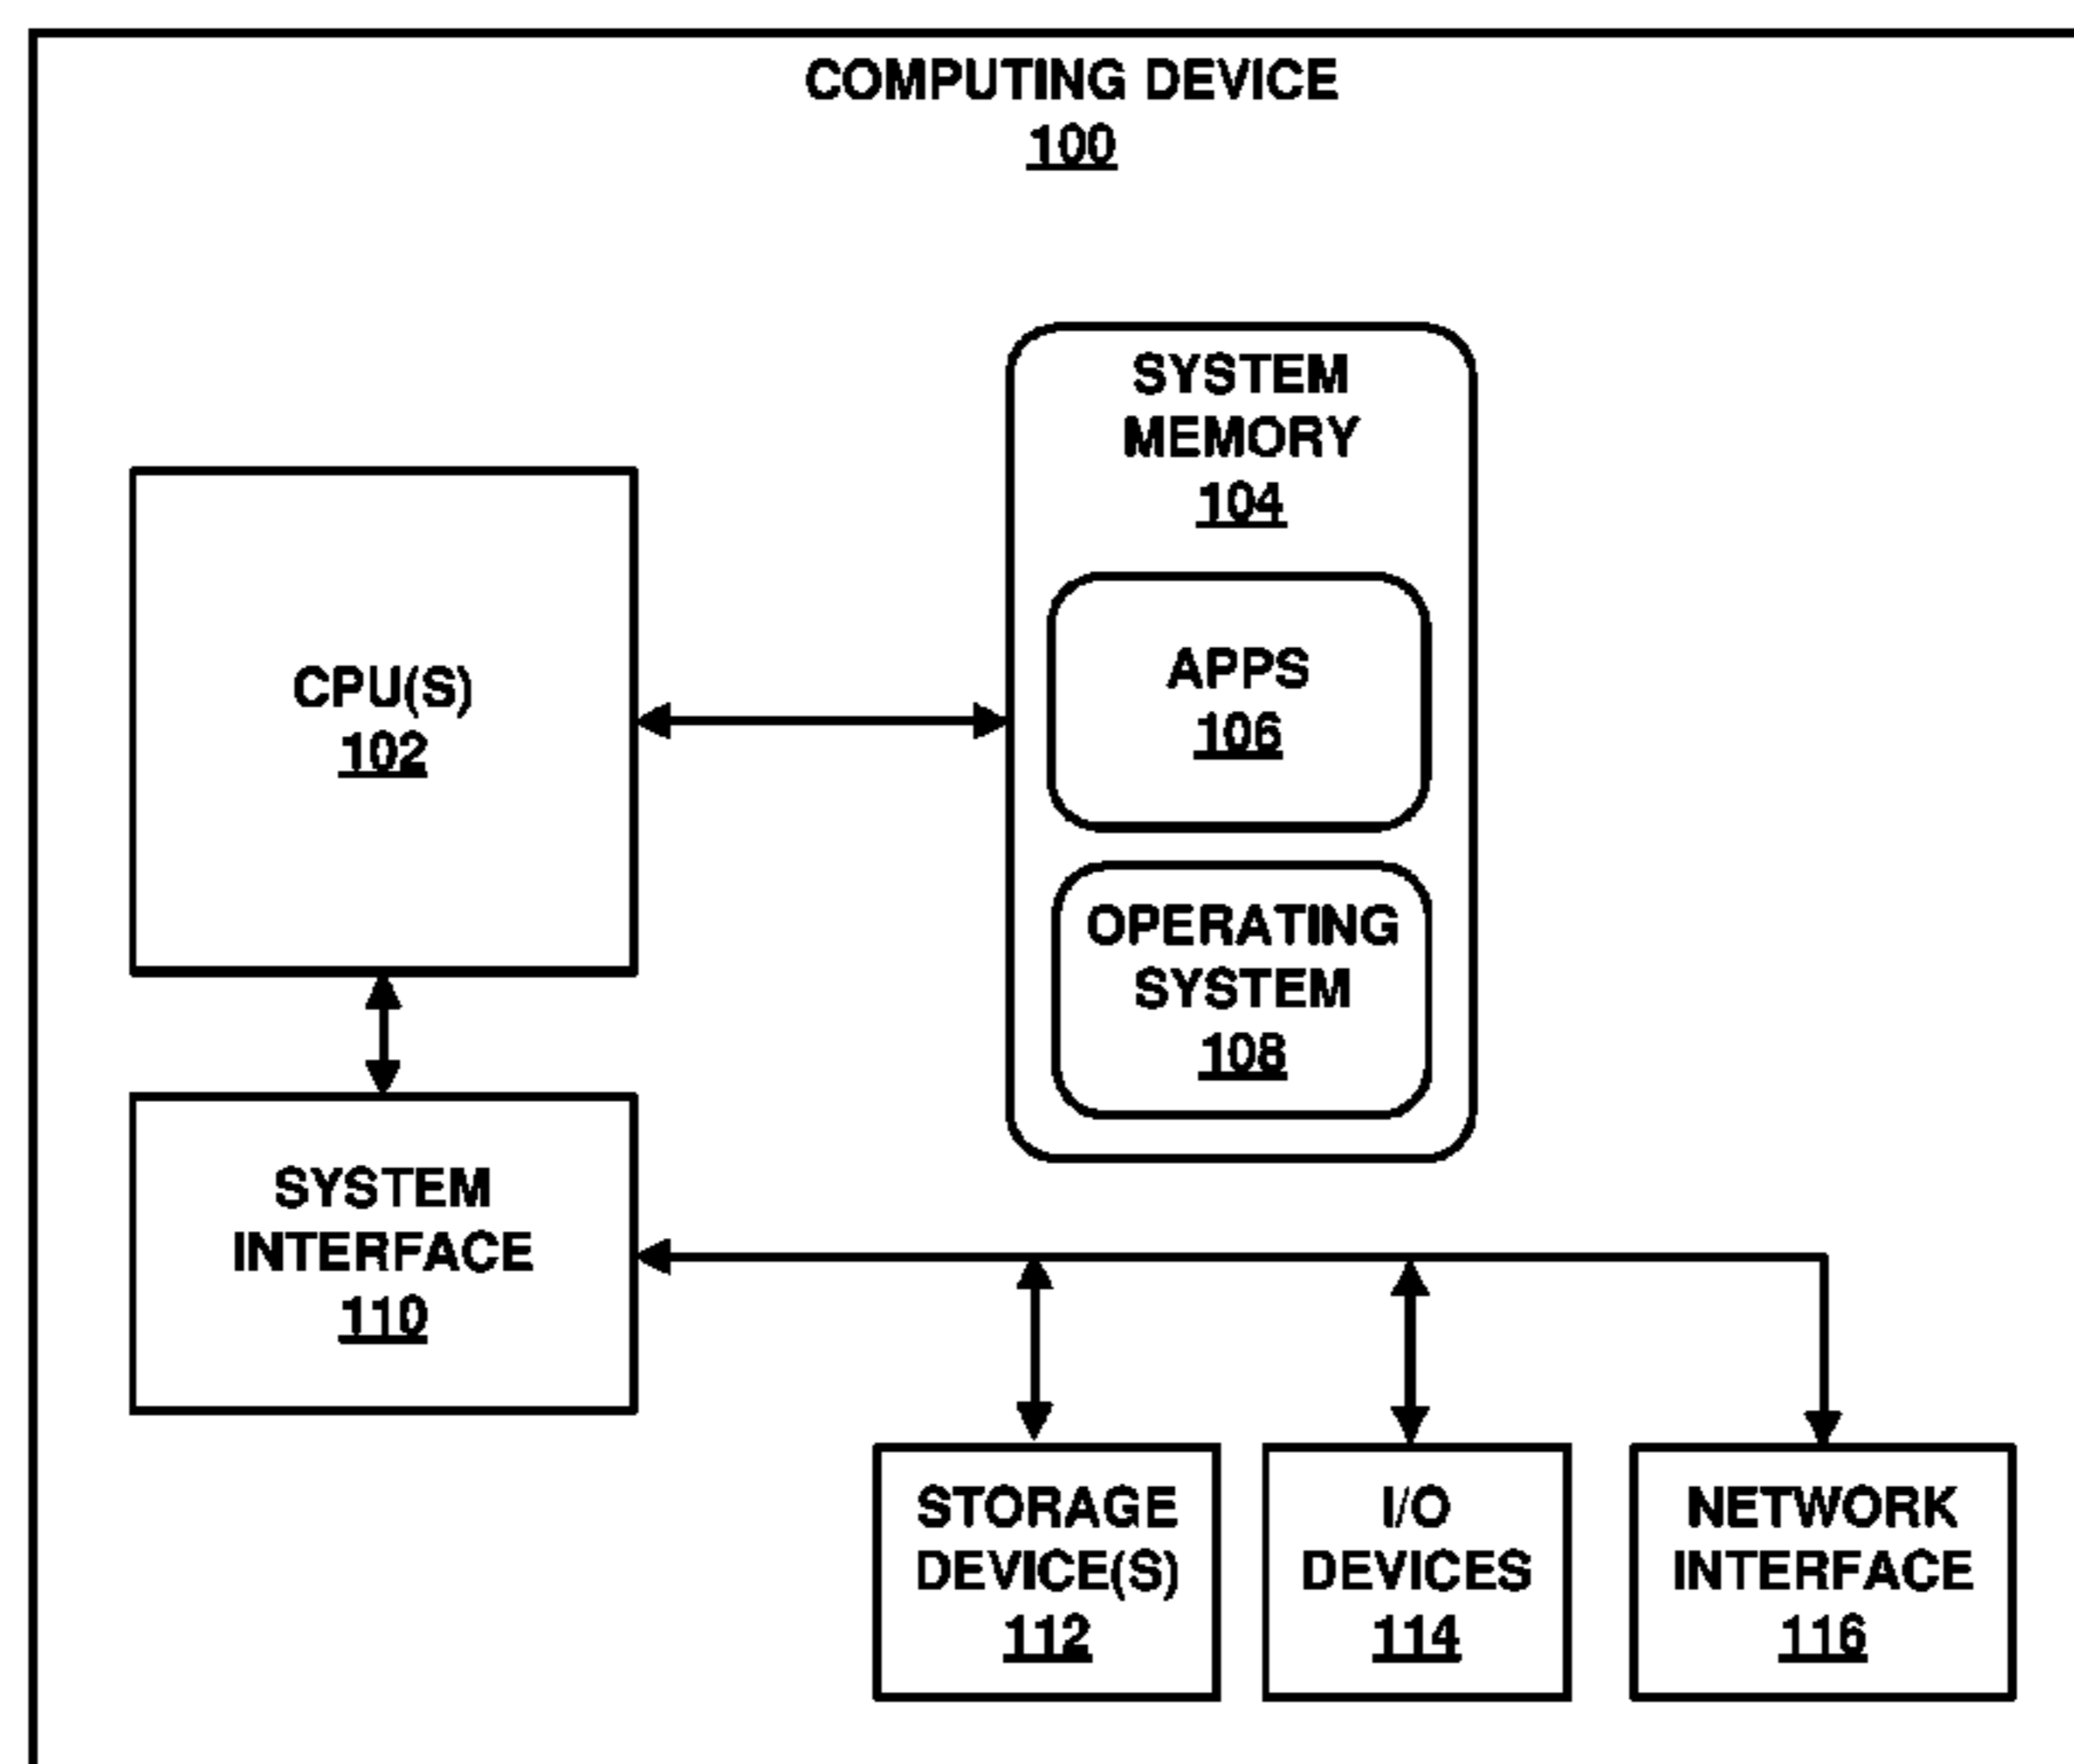 COMPUTING DEVICE
100
SYSTEM
MEMORY
104
APPS
106
CPU(S)
102
OPERATING
SYSTEM
108
SYSTEM
INTERFACE
110
STORAGE
DEVICE(S)
112
I/O
DEVICES
114
NETWORK
INTERFACE
116